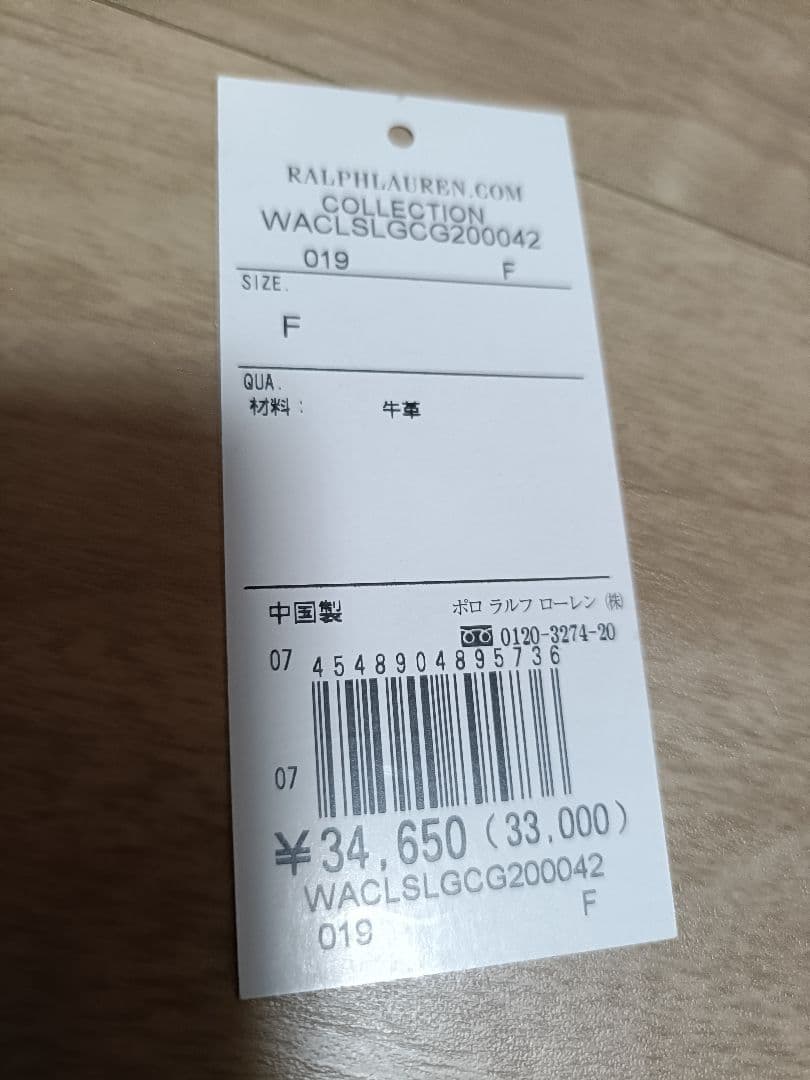 RALPHLAUREN.COM
COLLECTION
WACLSLGCG200042
019 F
SIZE.
F
QUA.
材料: 牛革
中国製 ポロ ラルフ ローレン ㈱
0120-3274-20
07 4548904895736
07
¥34,650 (33,000)
WACLSLGCG200042
019 F